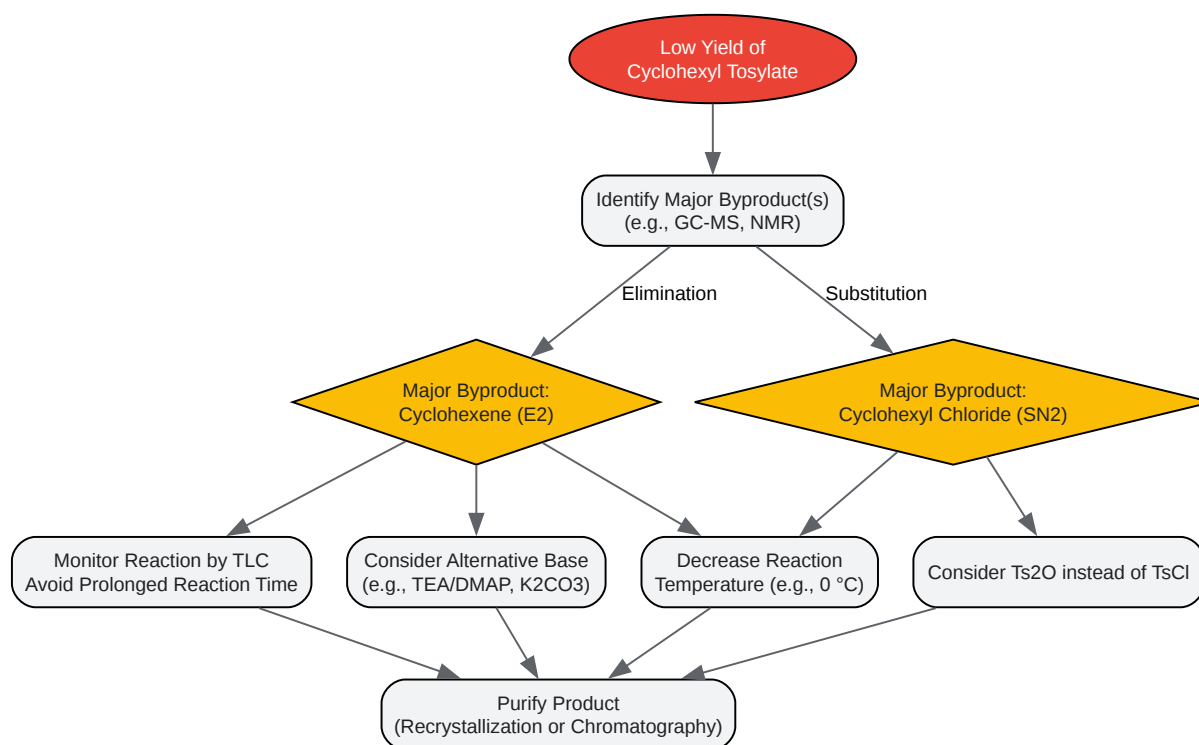 Low Yield of
Cyclohexyl Tosylate
Identify Major Byproduct(s)
(e.g., GC-MS, NMR)
Elimination
Substitution
Major Byproduct:
Cyclohexene (E2)
Major Byproduct:
Cyclohexyl Chloride (SN2)
Monitor Reaction by TLC
Avoid Prolonged Reaction Time
Consider Alternative Base
(e.g., TEA/DMAP, K2CO3)
Decrease Reaction
Temperature (e.g., 0 °C)
Consider Ts2O instead of TsCl
Purify Product
(Recrystallization or Chromatography)